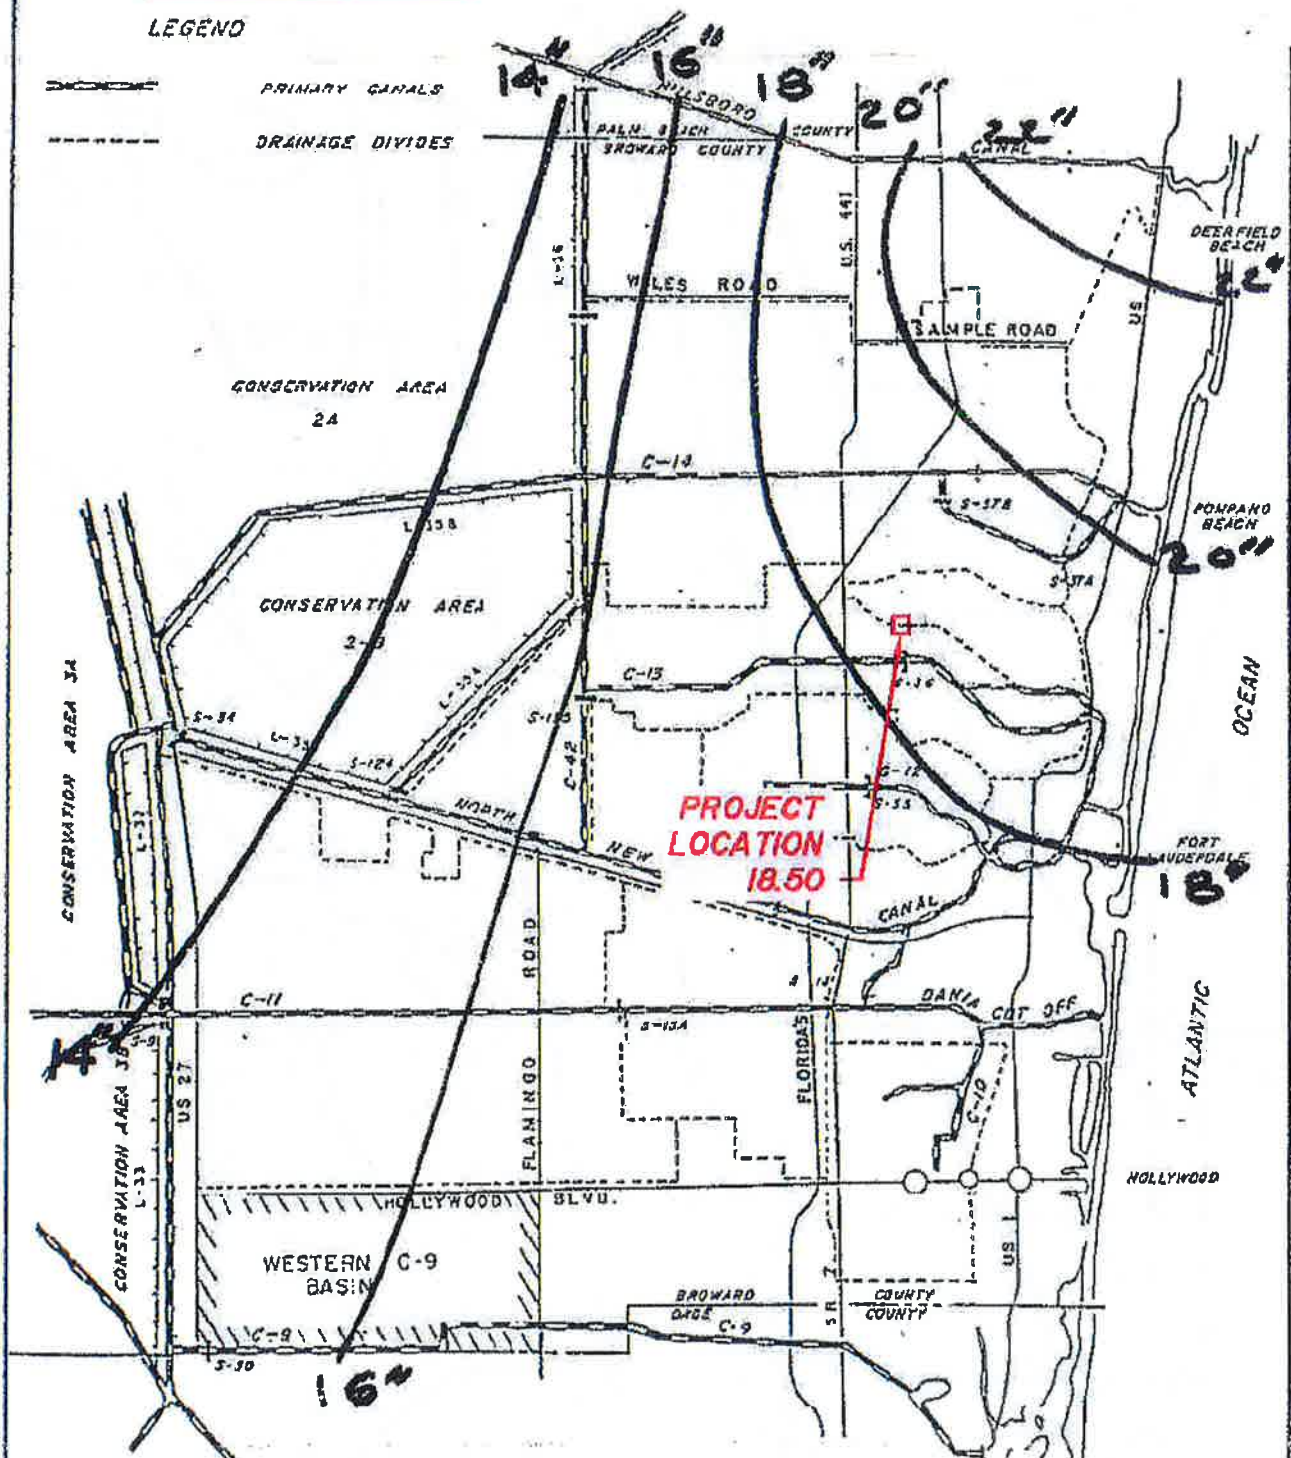 LEGEND
PRIMARY CANALS
DRAINAGE DIVIDES
14"
16"
18"
20"
22"
HILLSBORO
CANAL
PALM BEACH COUNTY
BROWARD COUNTY
U.S. 441
US
DEERFIELD
BEACH
22"
L-36
WILES ROAD
SAMPLE ROAD
CONSERVATION AREA
2A
C-14
L-35B
S-37B
POMPANO
BEACH
20"
S-37A
CONSERVATION AREA
2-B
L-35A
C-13
S-36
CONSERVATION AREA 3A
S-34
L-35
S-124
S-125
C-42
OCEAN
L-37
NORTH NEW
CANAL
C-12
S-33
PROJECT
LOCATION
18.50
FORT
LAUDERDALE
18"
FLAMINGO ROAD
C-11
S-13A
S-13
DANIA CUT OFF
14"
S-9
CONSERVATION AREA 3B
US 27
L-33
FLORIDA'S
C-10
ATLANTIC
HOLLYWOOD BLVD.
HOLLYWOOD
WESTERN C-9
BASIN
US 1
SR 7
BROWARD COUNTY
DADE COUNTY
C-9
C-9
S-30
16"